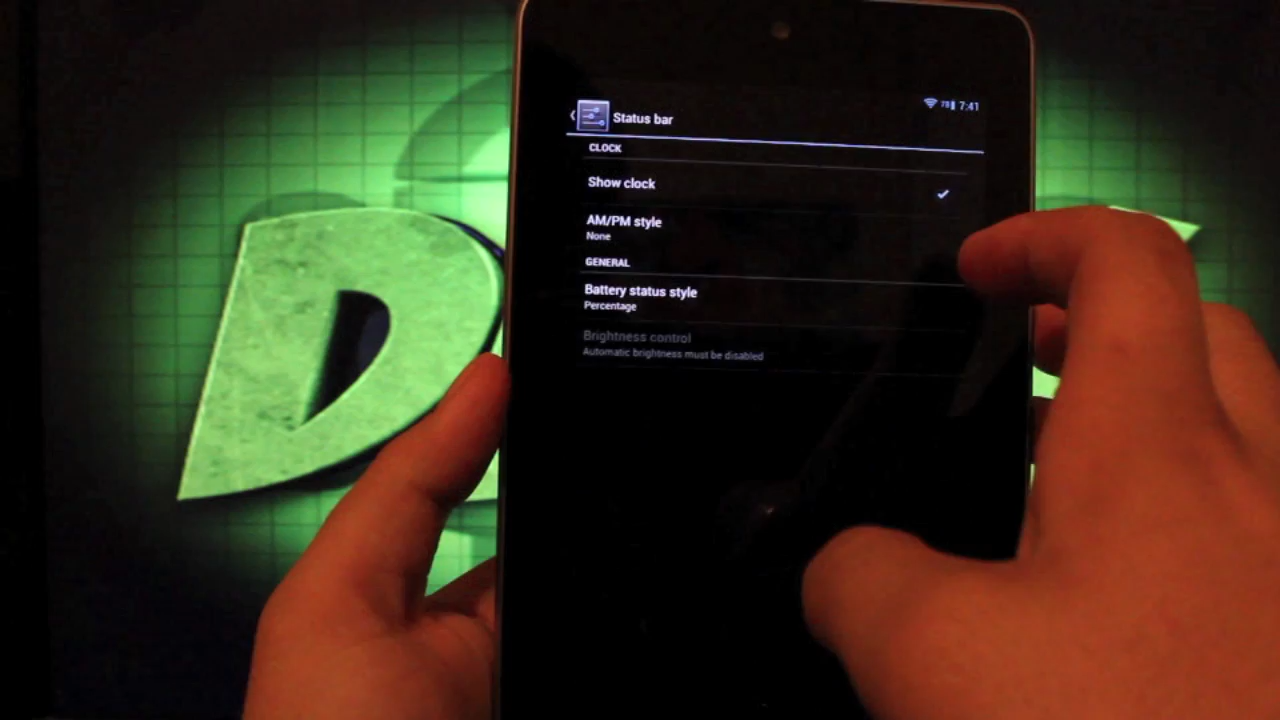 7:41
Status bar
CLOCK
Show clock
AM/PM style
None
GENERAL
Battery status style
Percentage
Brightness control
Automatic brightness must be disabled
D